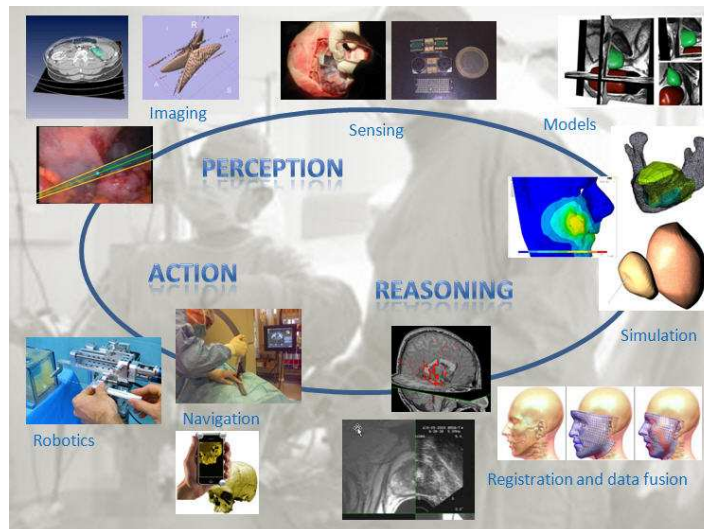 Imaging
Sensing
Models
PERCEPTION
ACTION
REASONING
Simulation
Navigation
Robotics
Registration and data fusion